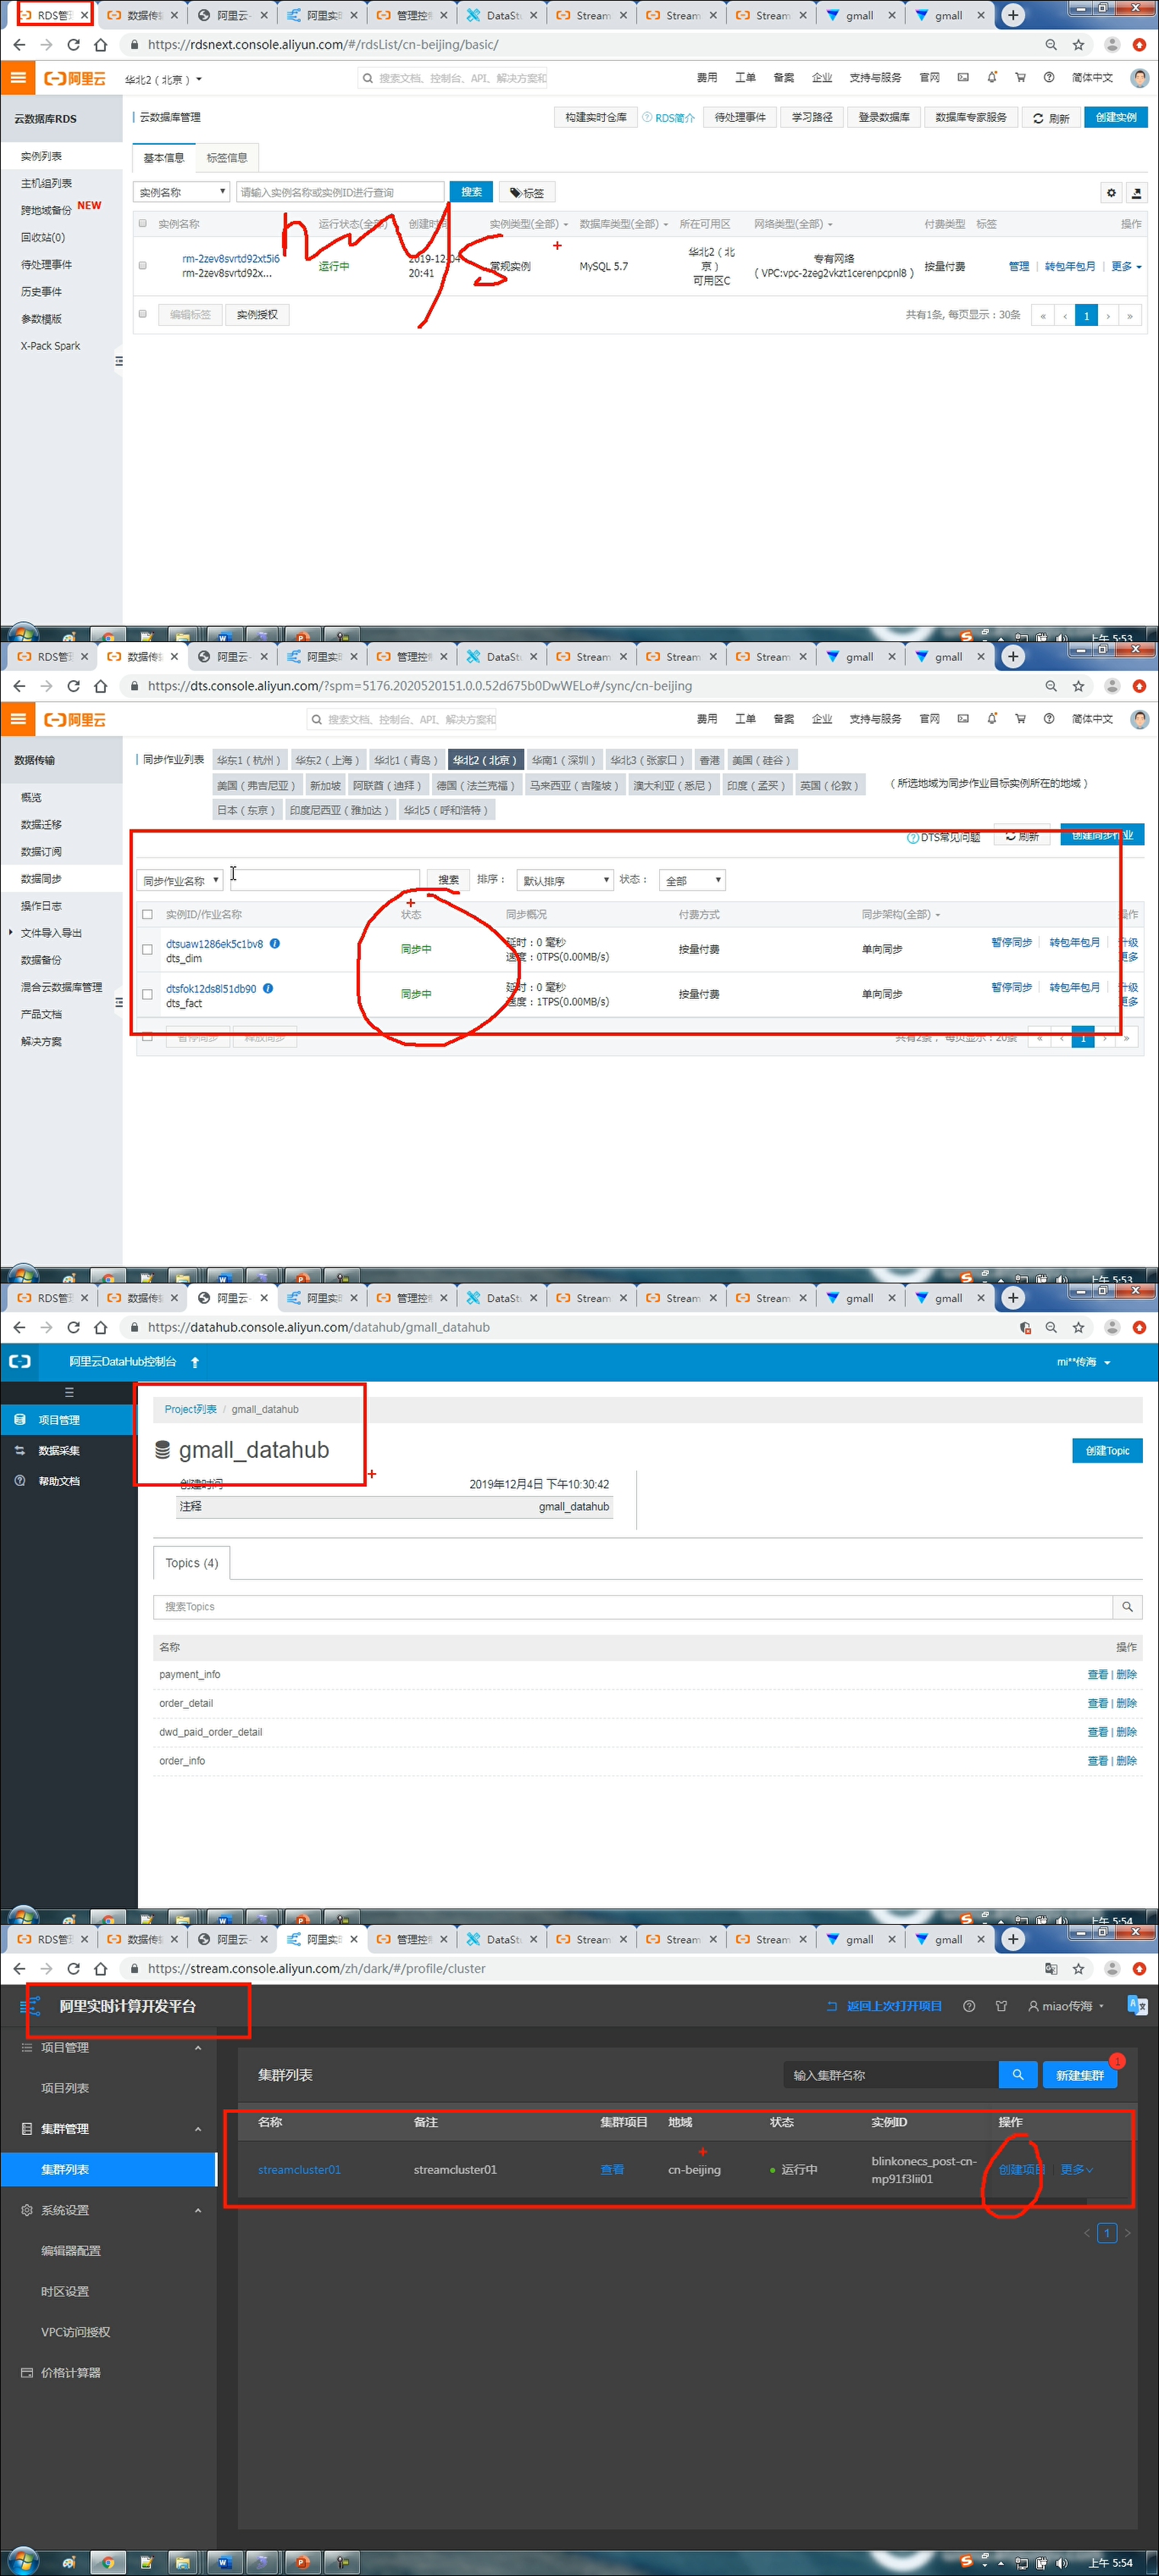 RDS管 数据传 阿里云- 阿里实时 管理控 DataStu Stream Stream Stream gmall gmall
https://rdsnext.console.aliyun.com/#/rdsList/cn-beijing/basic/
阿里云 华北2（北京） 搜索文档、控制台、API、解决方案和 费用 工单 备案 企业 支持与服务 官网 简体中文
云数据库RDS 云数据库管理 构建实时仓库 RDS简介 待处理事件 学习路径 登录数据库 数据库专家服务 刷新 创建实例
实例列表 基本信息 标签信息
主机组列表 实例名称 请输入实例名称或实例ID进行查询 搜索 标签
跨地域备份 NEW
实例名称 运行状态(全部) 创建时间 实例类型(全部) 数据库类型(全部) 所在可用区 网络类型(全部) 付费类型 标签 操作
回收站(0)
rm-2zev8svrtd92xt5i6
rm-2zev8svrtd92x... 运行中 2019-12-04 20:41 常规实例 MySQL 5.7 华北2（北京）可用区C 专有网络 ( VPC:vpc-2zeg2vkzt1cerenpcpnl8 ) 按量付费 管理 转包年包月 更多
待处理事件
历史事件
编辑标签 实例授权 共有1条, 每页显示：30条 « ‹ 1 › »
参数模版
X-Pack Spark
上午 5:53
RDS管 数据传 阿里云- 阿里实时 管理控 DataStu Stream Stream Stream gmall gmall
https://dts.console.aliyun.com/?spm=5176.2020520151.0.0.52d675b0DwWELo#/sync/cn-beijing
阿里云 搜索文档、控制台、API、解决方案和 费用 工单 备案 企业 支持与服务 官网 简体中文
数据传输 同步作业列表 华东1（杭州） 华东2（上海） 华北1（青岛） 华北2（北京） 华南1（深圳） 华北3（张家口） 香港 美国（硅谷）
美国（弗吉尼亚） 新加坡 阿联酋（迪拜） 德国（法兰克福） 马来西亚（吉隆坡） 澳大利亚（悉尼） 印度（孟买） 英国（伦敦） （所选地域为同步作业目标实例所在的地域）
日本（东京） 印度尼西亚（雅加达） 华北5（呼和浩特）
概览
数据迁移
数据订阅
DTS常见问题 刷新 创建同步作业
数据同步 同步作业名称 搜索 排序： 默认排序 状态： 全部
操作日志 实例ID/作业名称 状态 同步概况 付费方式 同步架构(全部) 操作
文件导入导出
dtsuaw1286ek5c1bv8
dts_dim 同步中 延时：0 毫秒 速度：0TPS(0.00MB/s) 按量付费 单向同步 暂停同步 转包年包月 升级 更多
数据备份
混合云数据库管理
dtsfok12ds8l51db90
dts_fact 同步中 延时：0 毫秒 速度：1TPS(0.00MB/s) 按量付费 单向同步 暂停同步 转包年包月 升级 更多
产品文档
解决方案
暂停同步 释放同步 共有2条， 每页显示：20条 « ‹ 1 › »
上午 5:53
RDS管 数据传 阿里云- 阿里实时 管理控 DataStu Stream Stream Stream gmall gmall
https://datahub.console.aliyun.com/datahub/gmall_datahub
阿里云DataHub控制台 mi**传海
项目管理
数据采集
帮助文档
Project列表 / gmall_datahub
gmall_datahub 创建Topic
创建时间 2019年12月4日 下午10:30:42
注释 gmall_datahub
Topics (4)
搜索Topics
名称 操作
payment_info 查看 | 删除
order_detail 查看 | 删除
dwd_paid_order_detail 查看 | 删除
order_info 查看 | 删除
上午 5:54
RDS管 数据传 阿里云- 阿里实时 管理控 DataStu Stream Stream Stream gmall gmall
https://stream.console.aliyun.com/zh/dark/#/profile/cluster
阿里实时计算开发平台 返回上次打开项目 miao传海
项目管理
项目列表
集群管理
集群列表
系统设置
编辑器配置
时区设置
VPC访问授权
价格计算器
集群列表 输入集群名称 新建集群 1
名称 备注 集群项目 地域 状态 实例ID 操作
streamcluster01 streamcluster01 查看 cn-beijing 运行中 blinkonecs_post-cn-mp91f3lii01 创建项目 更多
1
上午 5:54